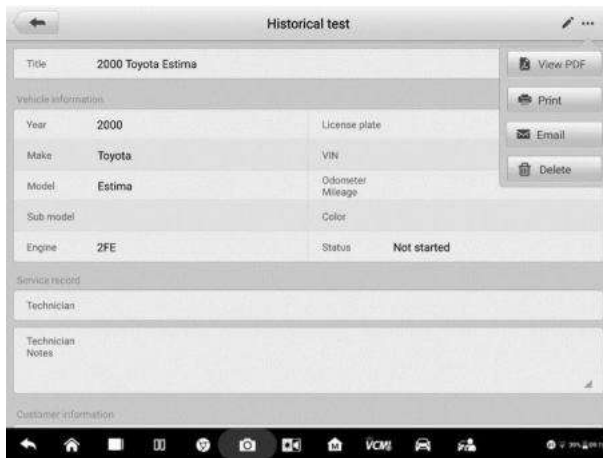 Historical test
Title 2000 Toyota Estima
View PDF
Print
Email
Delete
Vehicle information
Year 2000 License plate
Make Toyota VIN
Model Estima Odometer
Mileage
Sub model Color
Engine 2FE Status Not started
Service record
Technician
Technician
Notes
Customer information
M VCMI